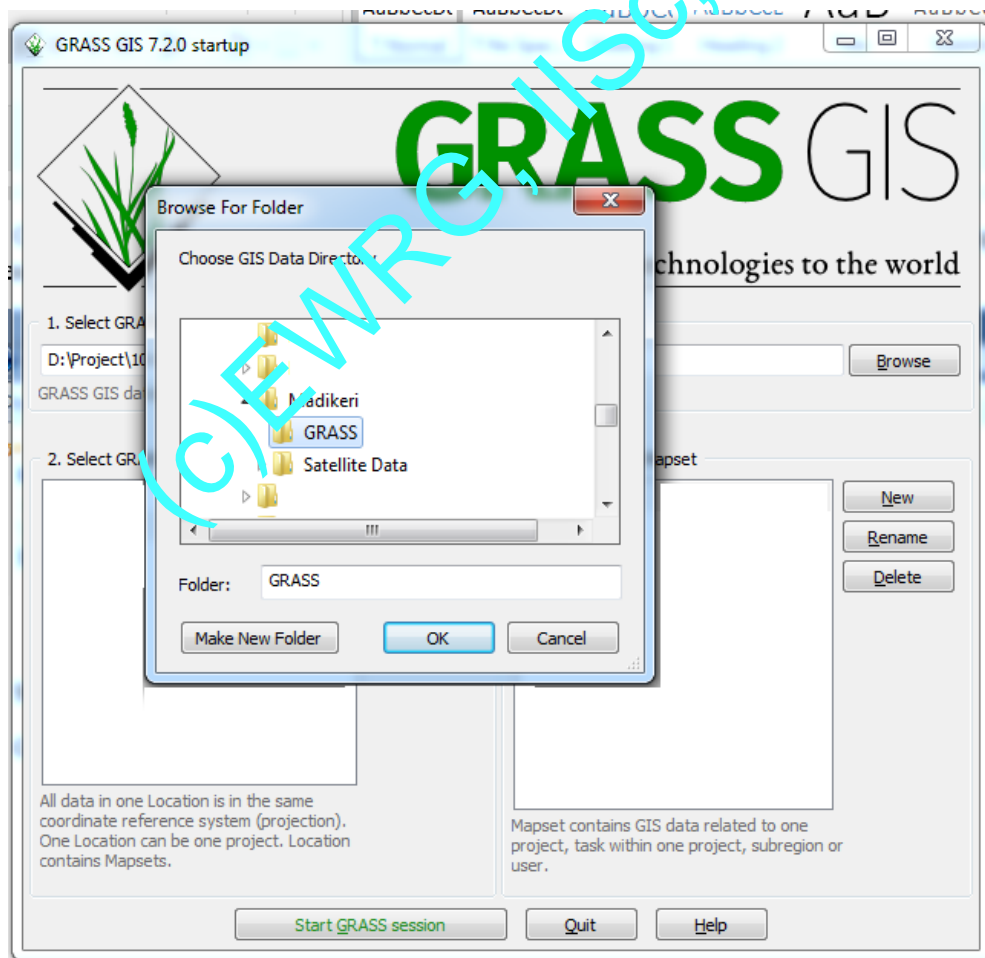 GRASS GIS 7.2.0 startup
GRASS GIS
chnologies to the world
Browse For Folder
Choose GIS Data Directory
Madikeri
GRASS
Satellite Data
Folder: GRASS
Make New Folder OK Cancel
1. Select GRA
D:\Project\10
Browse
GRASS GIS da
2. Select GR
apset
New
Rename
Delete
All data in one Location is in the same
coordinate reference system (projection).
One Location can be one project. Location
contains Mapsets.
Mapset contains GIS data related to one
project, task within one project, subregion or
user.
Start GRASS session Quit Help
(c)EWRG, IISc,